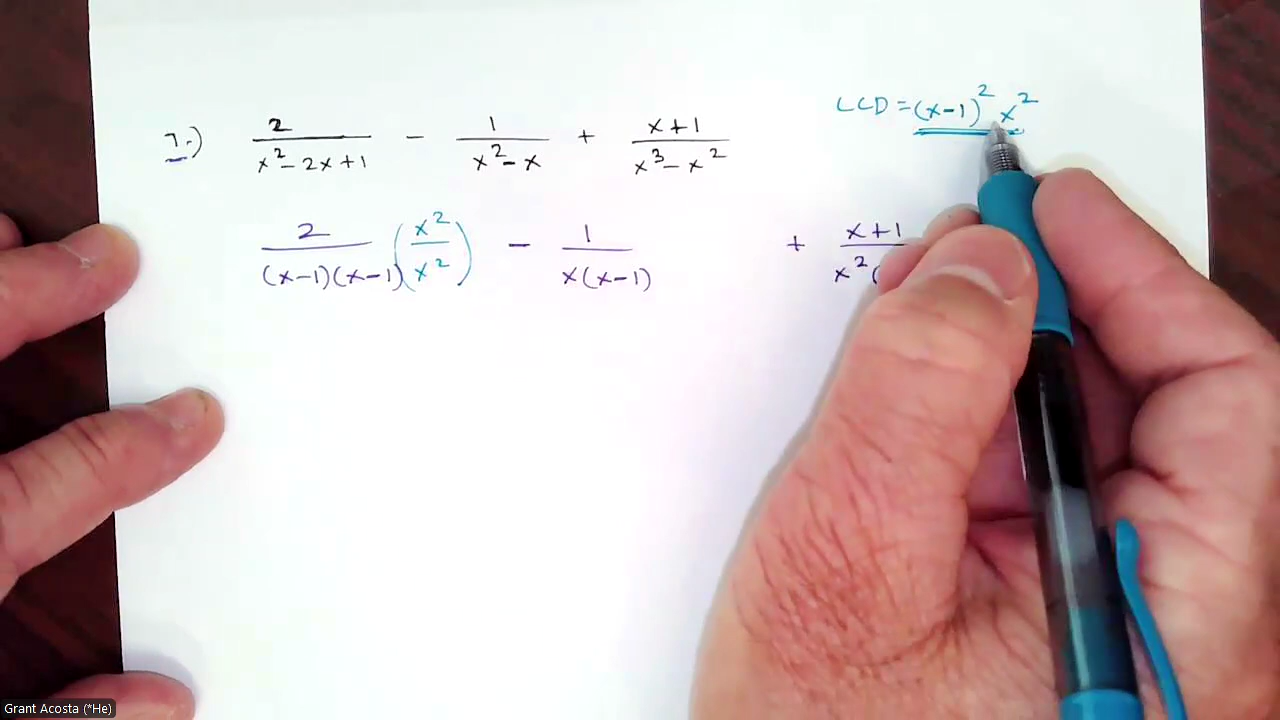 LCD = (x-1)² x²
7.) 2/(x² - 2x + 1) - 1/(x² - x) + (x+1)/(x³ - x²)
2/((x-1)(x-1)) (x²/x²) - 1/(x(x-1)) + (x+1)/(x²(
Grant Acosta (*He)